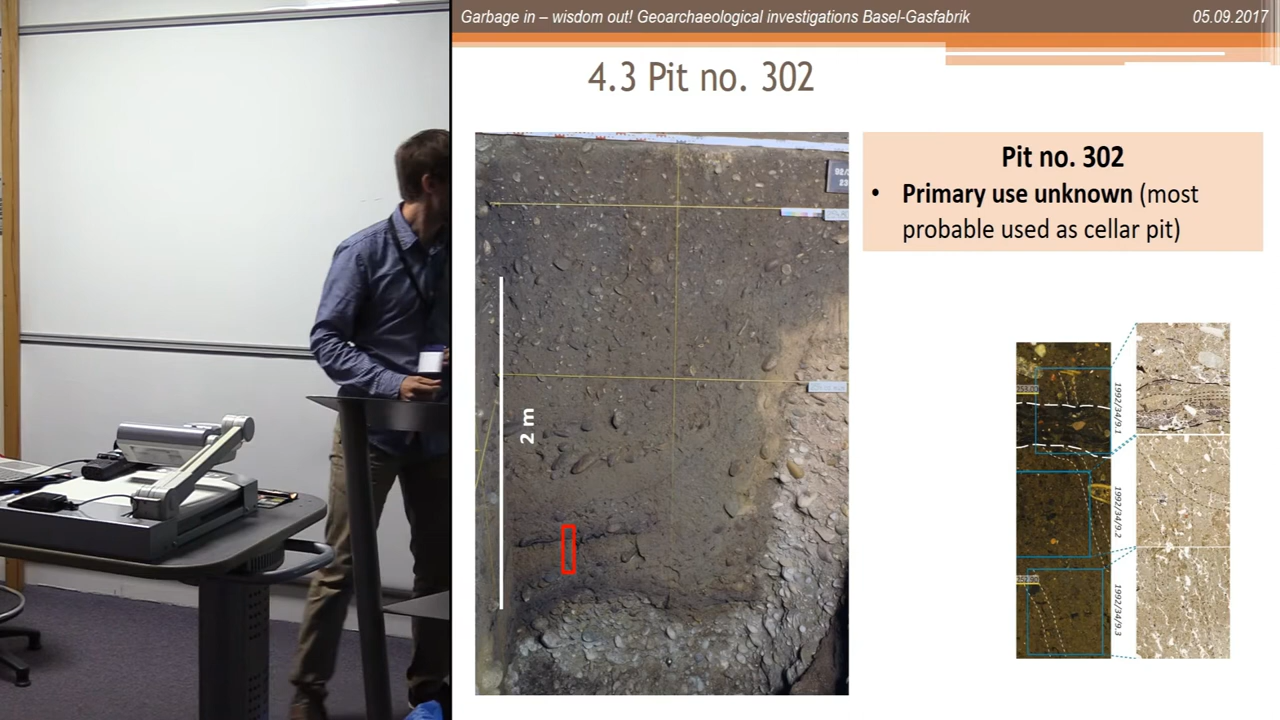 Garbage in – wisdom out! Geoarchaeological investigations Basel-Gasfabrik
05.09.2017
4.3 Pit no. 302
Pit no. 302
• Primary use unknown (most
probable used as cellar pit)
2 m
1992/34/9.1
1992/34/9.2
252.90
1992/34/9.3